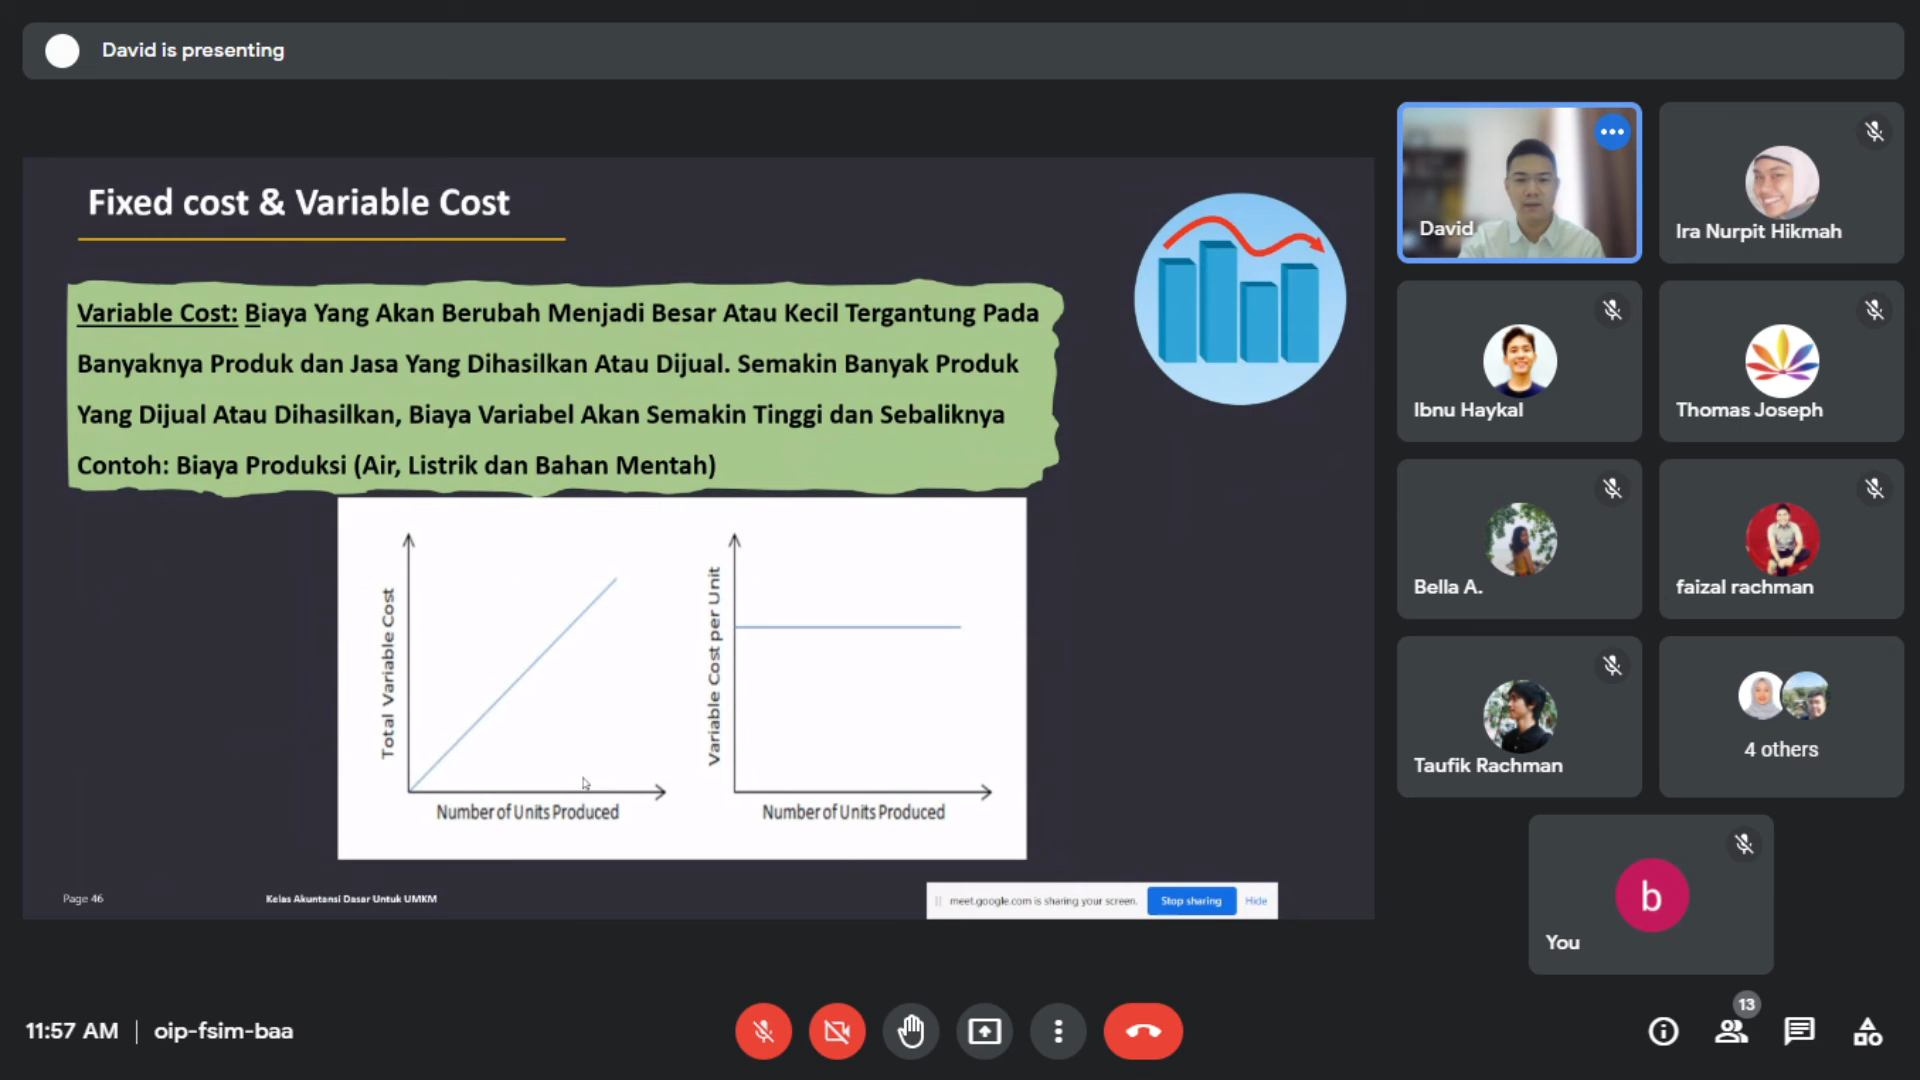 David is presenting
Fixed cost & Variable Cost
Variable Cost: Biaya Yang Akan Berubah Menjadi Besar Atau Kecil Tergantung Pada
Banyaknya Produk dan Jasa Yang Dihasilkan Atau Dijual. Semakin Banyak Produk
Yang Dijual Atau Dihasilkan, Biaya Variabel Akan Semakin Tinggi dan Sebaliknya
Contoh: Biaya Produksi (Air, Listrik dan Bahan Mentah)
Total Variable Cost
Number of Units Produced
Variable Cost per Unit
Number of Units Produced
Page 46
Kelas Akuntansi Dasar Untuk UMKM
meet.google.com is sharing your screen.
Stop sharing
Hide
David
Ira Nurpit Hikmah
Ibnu Haykal
Thomas Joseph
Bella A.
faizal rachman
Taufik Rachman
4 others
b
You
11:57 AM | oip-fsim-baa
13